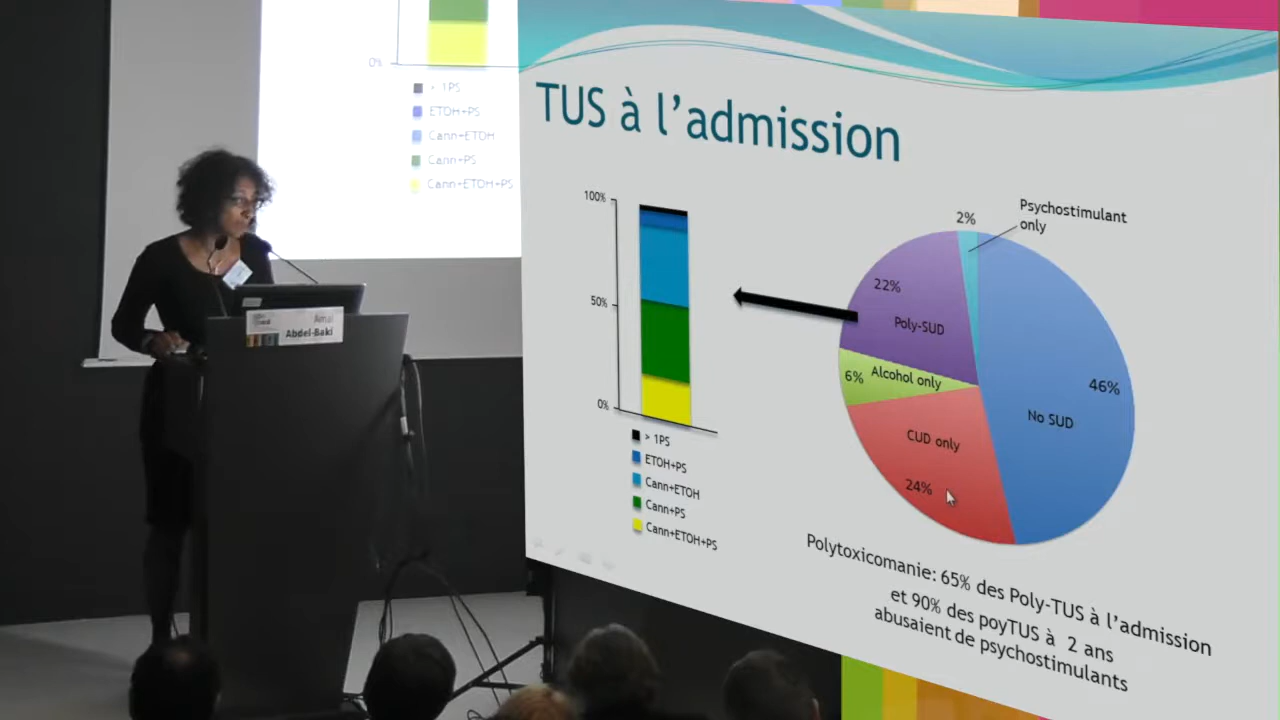 0%
> 1PS
ETOH+PS
Cann+ETOH
Cann+PS
Cann+ETOH+PS
Amal
Abdel-Baki
TUS à l’admission
100%
50%
0%
> 1PS
ETOH+PS
Cann+ETOH
Cann+PS
Cann+ETOH+PS
2%
Psychostimulant
only
22%
Poly-SUD
6%
Alcohol only
46%
No SUD
CUD only
24%
Polytoxicomanie: 65% des Poly-TUS à l’admission
et 90% des poyTUS à 2 ans
abusaient de psychostimulants